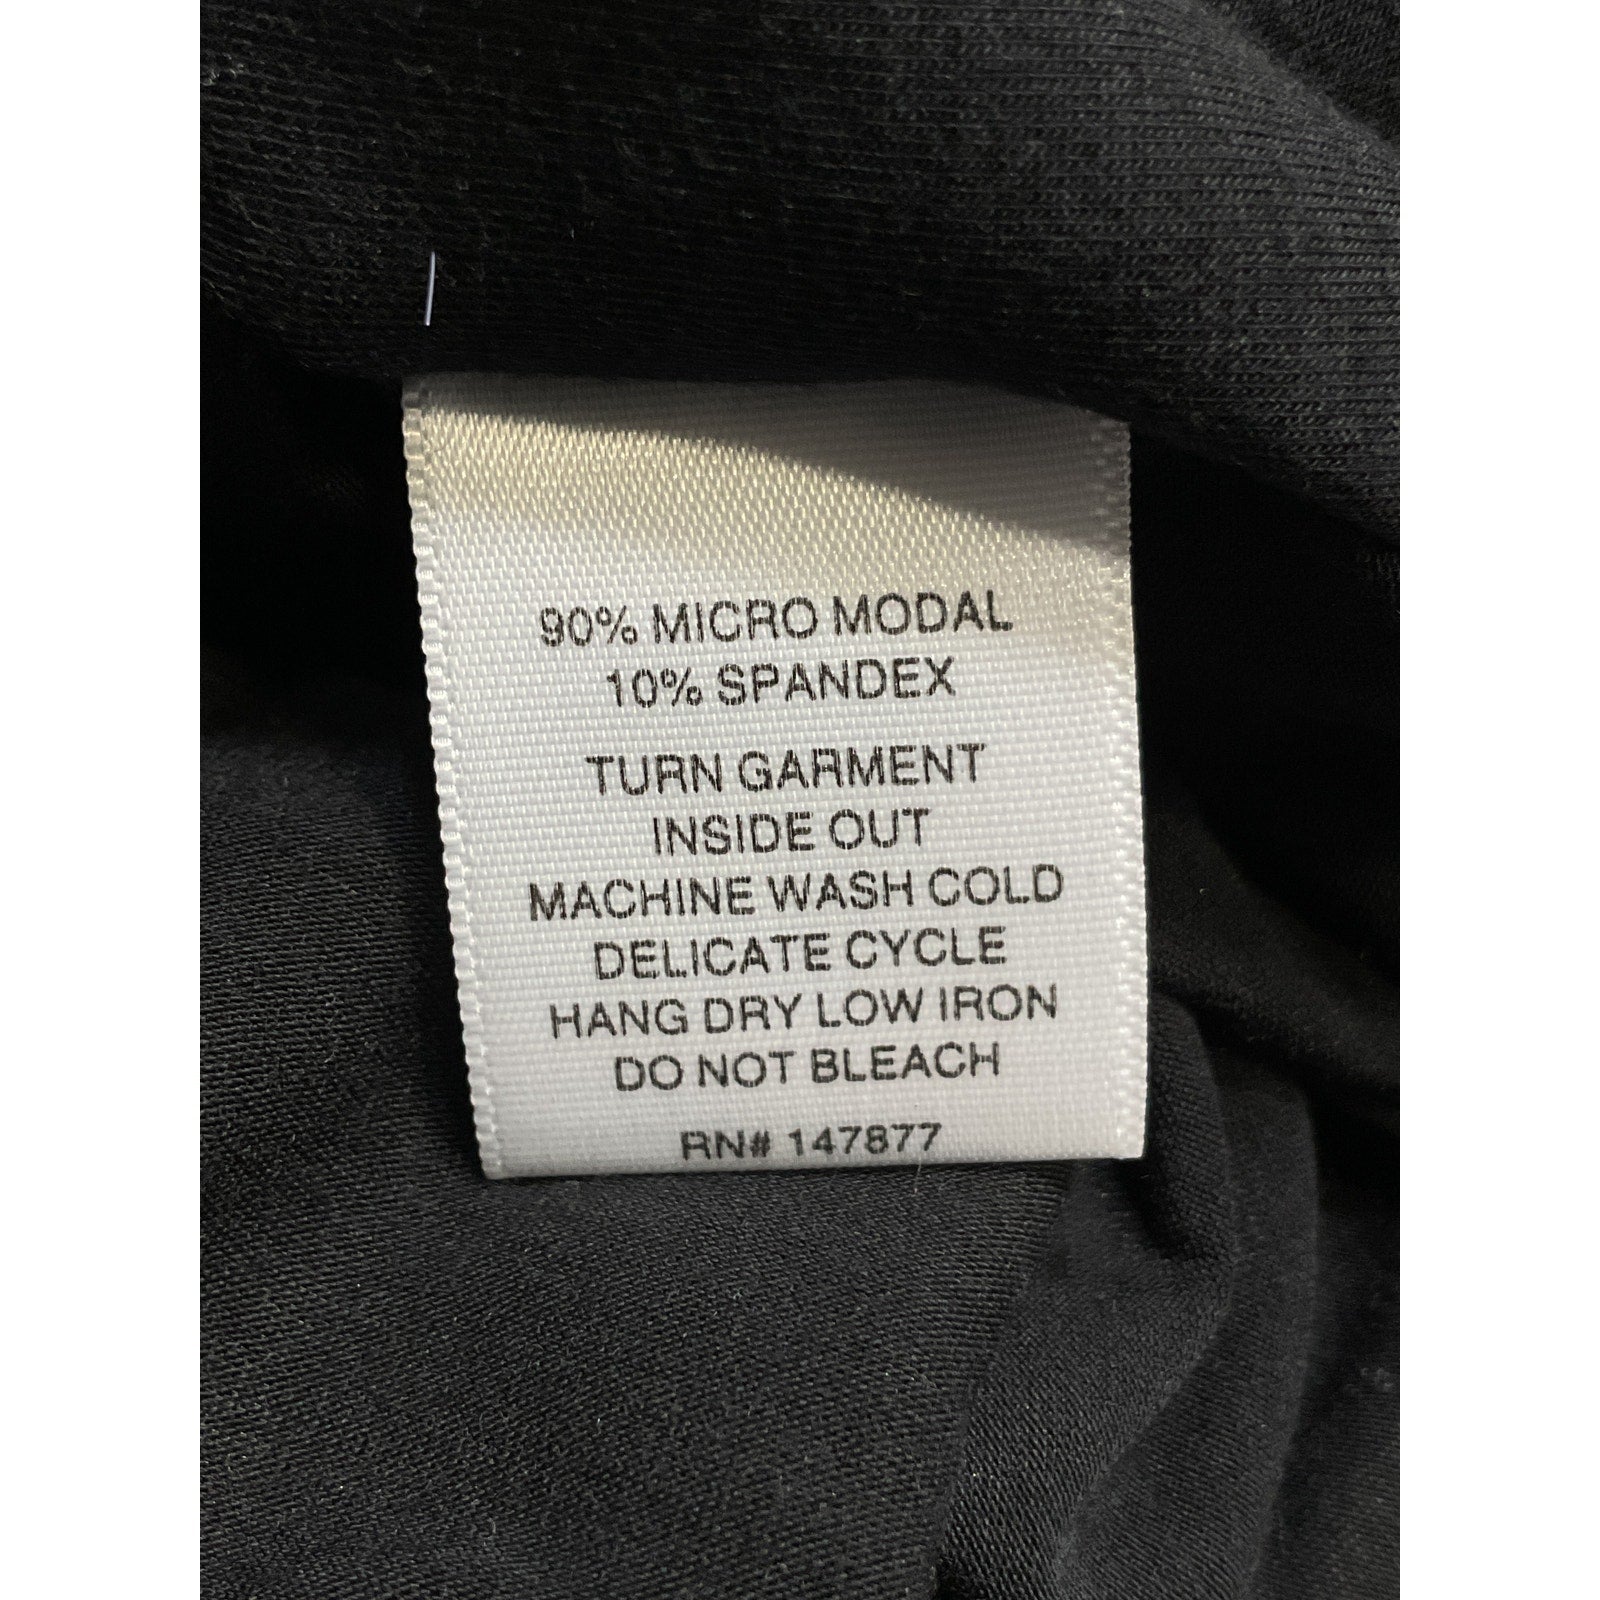 90% MICRO MODAL
10% SPANDEX
TURN GARMENT
INSIDE OUT
MACHINE WASH COLD
DELICATE CYCLE
HANG DRY LOW IRON
DO NOT BLEACH
RN# 147877